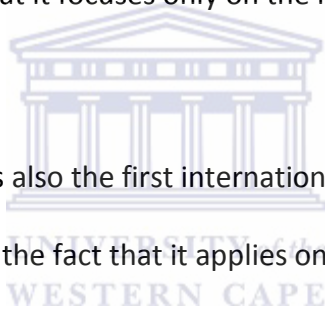 ut it focuses only on the
s also the first internation
UNIVERSITY of the
the fact that it applies on
WESTERN CAPE